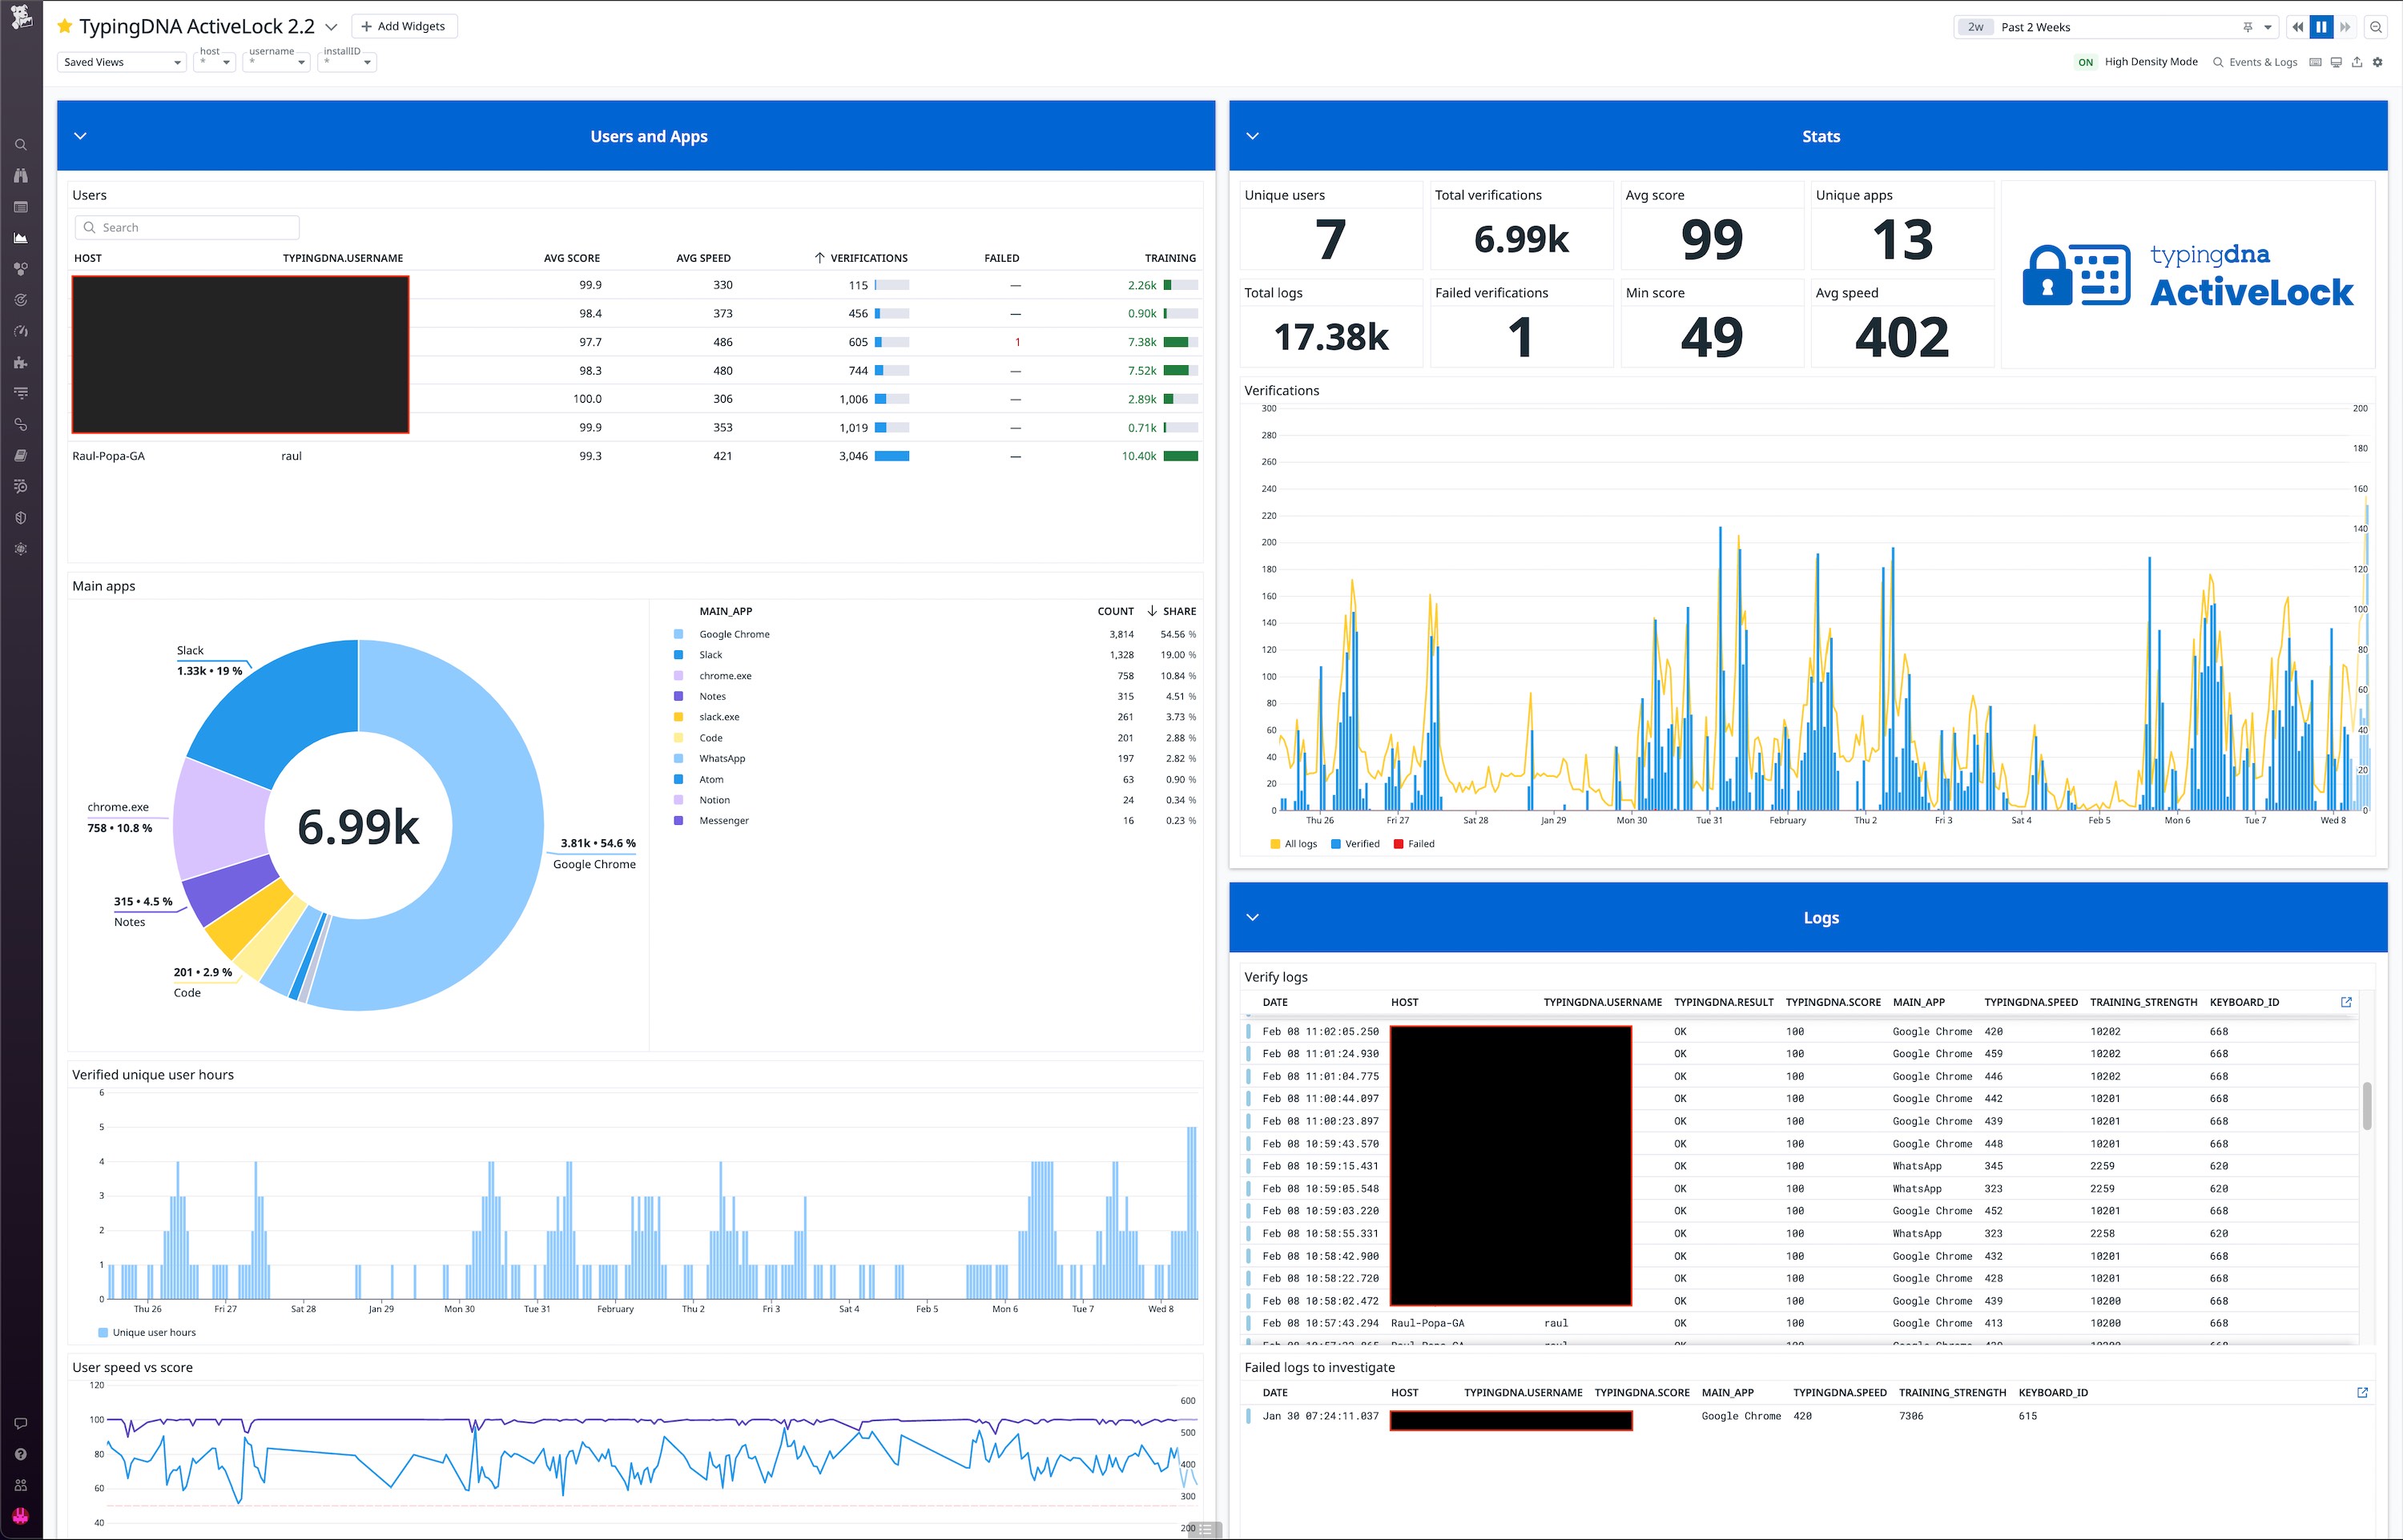 TypingDNA ActiveLock 2.2
+ Add Widgets
2w Past 2 Weeks
Saved Views
host
*
username
*
installID
*
ON High Density Mode Events & Logs
Users and Apps
Users
Search
HOST TYPINGDNA.USERNAME AVG SCORE AVG SPEED ↑ VERIFICATIONS FAILED TRAINING
99.9 330 115 — 2.26k
98.4 373 456 — 0.90k
97.7 486 605 1 7.38k
98.3 480 744 — 7.52k
100.0 306 1,006 — 2.89k
99.9 353 1,019 — 0.71k
Raul-Popa-GA raul 99.3 421 3,046 — 10.40k
Main apps
Slack
1.33k • 19 %
chrome.exe
758 • 10.8 %
315 • 4.5 %
Notes
201 • 2.9 %
Code
6.99k
3.81k • 54.6 %
Google Chrome
MAIN_APP COUNT ↓ SHARE
Google Chrome 3,814 54.56 %
Slack 1,328 19.00 %
chrome.exe 758 10.84 %
Notes 315 4.51 %
slack.exe 261 3.73 %
Code 201 2.88 %
WhatsApp 197 2.82 %
Atom 63 0.90 %
Notion 24 0.34 %
Messenger 16 0.23 %
Verified unique user hours
6
5
4
3
2
1
0
Thu 26 Fri 27 Sat 28 Jan 29 Mon 30 Tue 31 February Thu 2 Fri 3 Sat 4 Feb 5 Mon 6 Tue 7 Wed 8
Unique user hours
User speed vs score
120
100
80
60
40
600
500
400
300
200
Stats
Unique users
7
Total verifications
6.99k
Avg score
99
Unique apps
13
Total logs
17.38k
Failed verifications
1
Min score
49
Avg speed
402
typingdna
ActiveLock
Verifications
300
280
260
240
220
200
180
160
140
120
100
80
60
40
20
0
200
180
160
140
120
100
80
60
40
20
0
Thu 26 Fri 27 Sat 28 Jan 29 Mon 30 Tue 31 February Thu 2 Fri 3 Sat 4 Feb 5 Mon 6 Tue 7 Wed 8
All logs Verified Failed
Logs
Verify logs
DATE HOST TYPINGDNA.USERNAME TYPINGDNA.RESULT TYPINGDNA.SCORE MAIN_APP TYPINGDNA.SPEED TRAINING_STRENGTH KEYBOARD_ID
Feb 08 11:02:05.250 OK 100 Google Chrome 420 10202 668
Feb 08 11:01:24.930 OK 100 Google Chrome 459 10202 668
Feb 08 11:01:04.775 OK 100 Google Chrome 446 10202 668
Feb 08 11:00:44.097 OK 100 Google Chrome 442 10201 668
Feb 08 11:00:23.897 OK 100 Google Chrome 439 10201 668
Feb 08 10:59:43.570 OK 100 Google Chrome 448 10201 668
Feb 08 10:59:15.431 OK 100 WhatsApp 345 2259 620
Feb 08 10:59:05.548 OK 100 WhatsApp 323 2259 620
Feb 08 10:59:03.220 OK 100 Google Chrome 452 10201 668
Feb 08 10:58:55.331 OK 100 WhatsApp 323 2258 620
Feb 08 10:58:42.900 OK 100 Google Chrome 432 10201 668
Feb 08 10:58:22.720 OK 100 Google Chrome 428 10201 668
Feb 08 10:58:02.472 OK 100 Google Chrome 439 10200 668
Feb 08 10:57:43.294 Raul-Popa-GA raul OK 100 Google Chrome 413 10200 668
Failed logs to investigate
DATE HOST TYPINGDNA.USERNAME TYPINGDNA.SCORE MAIN_APP TYPINGDNA.SPEED TRAINING_STRENGTH KEYBOARD_ID
Jan 30 07:24:11.037 Google Chrome 420 7306 615